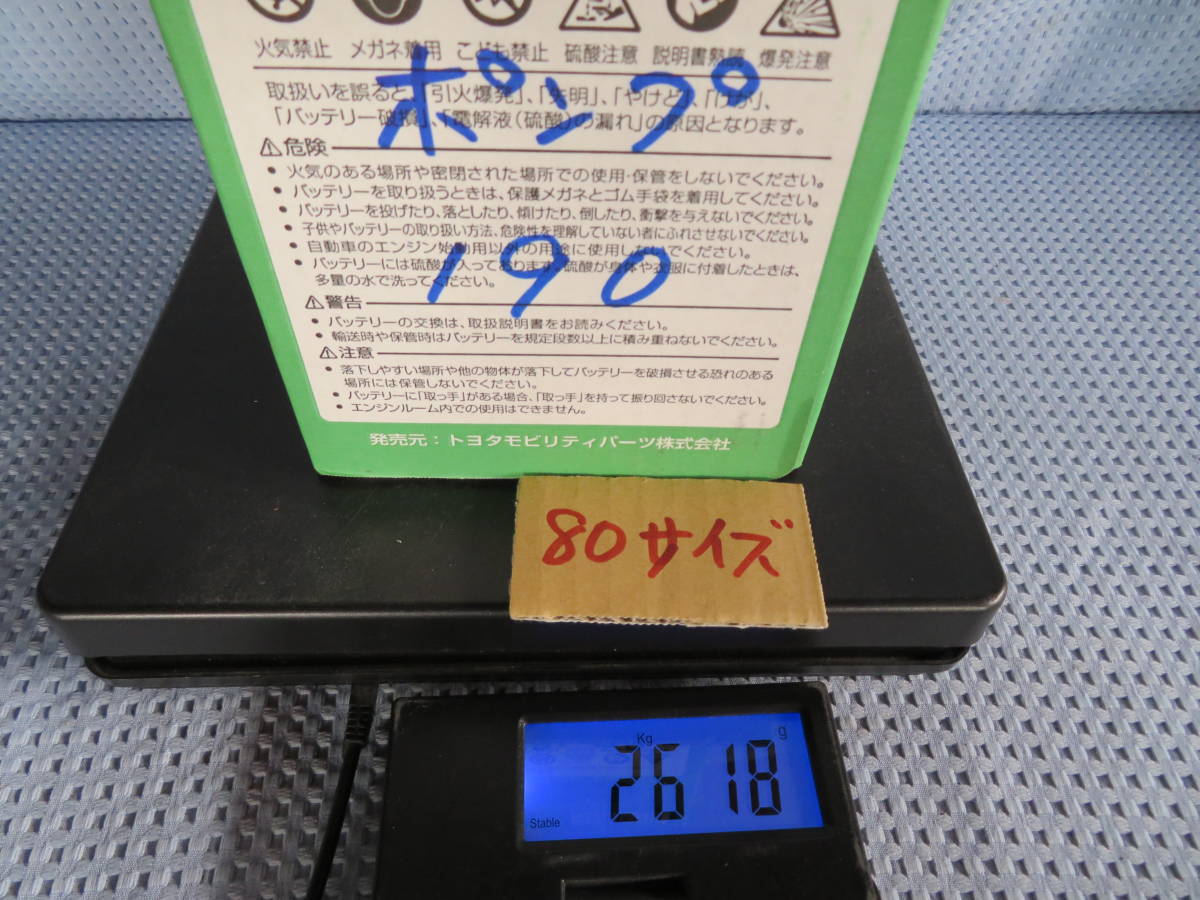 火気禁止 メガネ着用 こども禁止 硫酸注意 説明書熟読 爆発注意
取扱いを誤ると、「引火爆発」、「失明」、「やけど」、「けが」、
「バッテリー破損」、「電解液(硫酸)の漏れ」の原因となります。
ポンプ
⚠危険
• 火気のある場所や密閉された場所での使用・保管をしないでください。
• バッテリーを取り扱うときは、保護メガネとゴム手袋を着用してください。
• バッテリーを投げたり、落としたり、傾けたり、倒したり、衝撃を与えないでください。
• 子供やバッテリーの取り扱い方法、危険性を理解していない者にふれさせないでください。
• 自動車のエンジン始動用以外の用途に使用しないでください。
• バッテリーには硫酸が入っております。硫酸が身体や衣服に付着したときは、
多量の水で洗ってください。
190
⚠警告
• バッテリーの交換は、取扱説明書をお読みください。
• 輸送時や保管時はバッテリーを規定段数以上に積み重ねないでください。
⚠注意
• 落下しやすい場所や他の物体が落下してバッテリーを破損させる恐れのある
場所には保管しないでください。
• バッテリーに「取っ手」がある場合、「取っ手」を持って振り回さないでください。
• エンジンルーム内での使用はできません。
発売元:トヨタモビリティパーツ株式会社
80サイズ
Kg g
2618
Stable